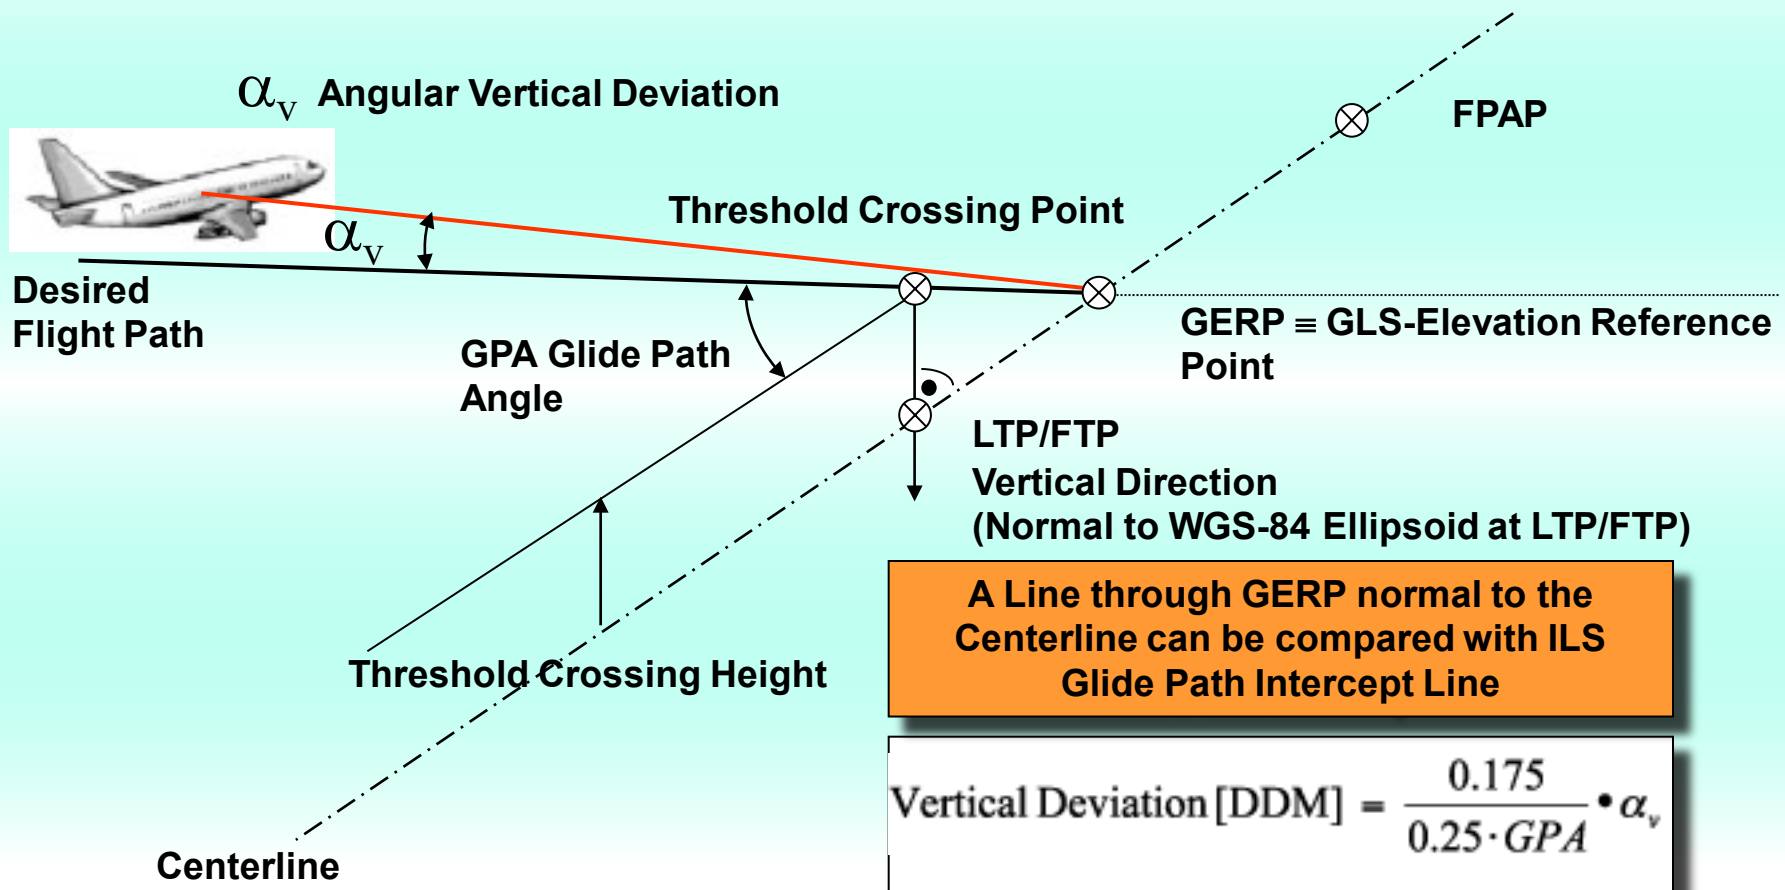 αv Angular Vertical Deviation
FPAP
Threshold Crossing Point
αv
Desired
Flight Path
GERP ≡ GLS-Elevation Reference
Point
GPA Glide Path
Angle
LTP/FTP
Vertical Direction
(Normal to WGS-84 Ellipsoid at LTP/FTP)
A Line through GERP normal to the
Centerline can be compared with ILS
Glide Path Intercept Line
Threshold Crossing Height
Vertical Deviation [DDM] = 0.175 / 0.25·GPA • αv
Centerline